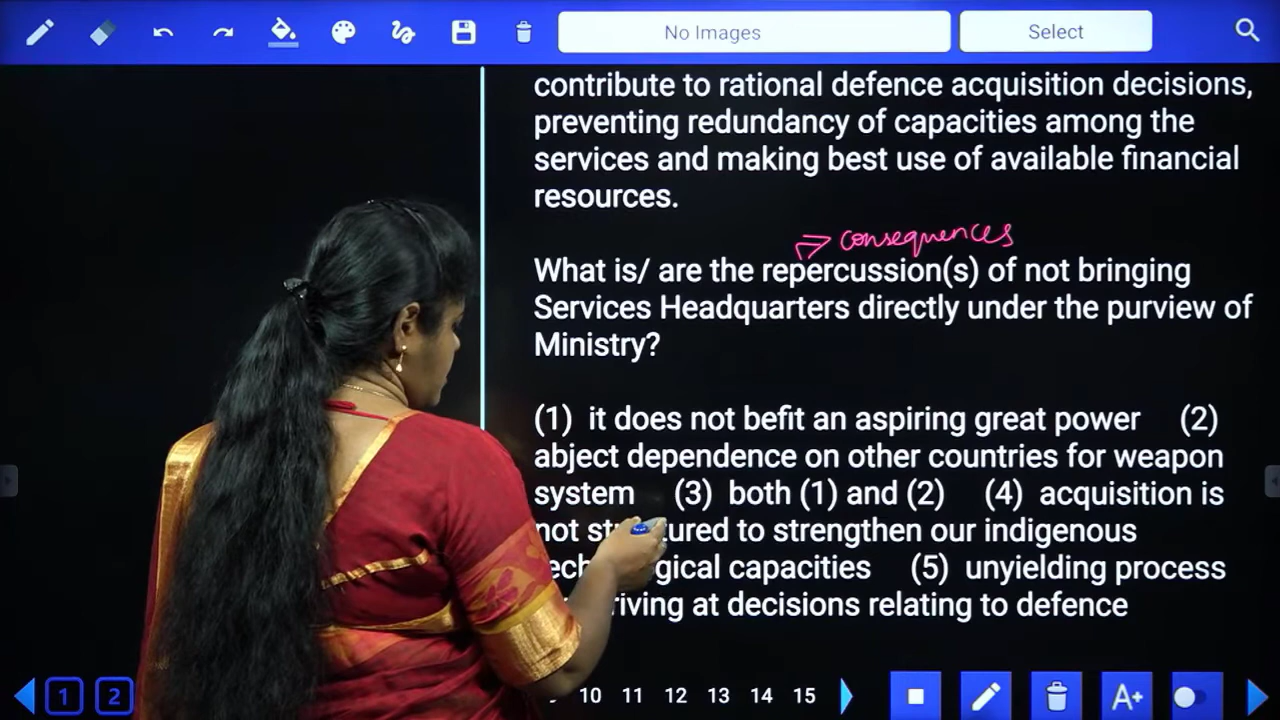 No Images
Select
contribute to rational defence acquisition decisions,
preventing redundancy of capacities among the
services and making best use of available financial
resources.
consequences
What is/ are the repercussion(s) of not bringing
Services Headquarters directly under the purview of
Ministry?
(1) it does not befit an aspiring great power (2)
abject dependence on other countries for weapon
system (3) both (1) and (2) (4) acquisition is
not to strengthen our indigenous
capacities (5) unyielding process
at decisions relating to defence
1 2 10 11 12 13 14 15
A+